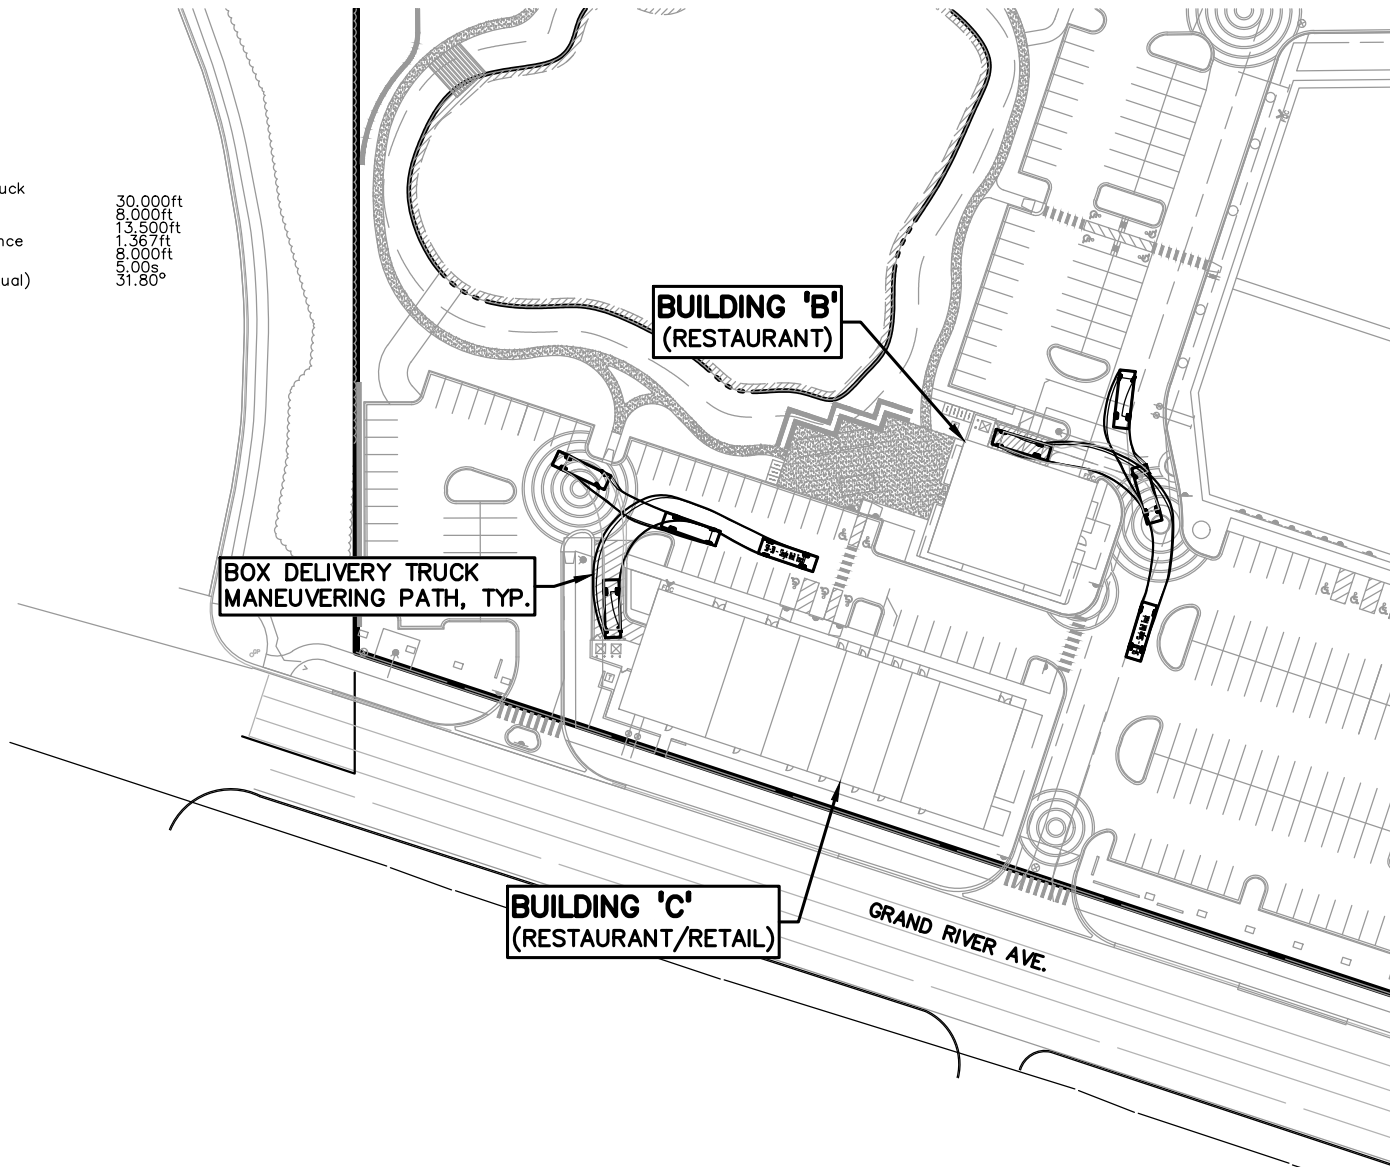 uck
30.000ft
8.000ft
13.500ft
nce 1.367ft
8.000ft
5.00s
ual) 31.80°
BUILDING 'B'
(RESTAURANT)
BOX DELIVERY TRUCK
MANEUVERING PATH, TYP.
BUILDING 'C'
(RESTAURANT/RETAIL)
GRAND RIVER AVE.